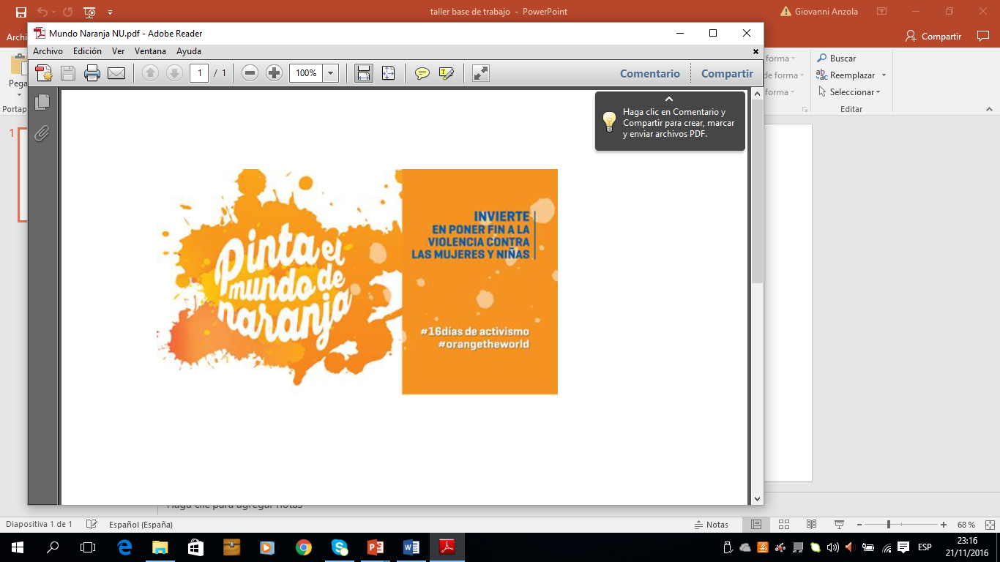 taller base de trabajo - PowerPoint
Giovanni Anzola
Archi
Compartir
Mundo Naranja NU.pdf - Adobe Reader
Archivo Edición Ver Ventana Ayuda
1 / 1
100%
Comentario
Compartir
Pega
Portap
forma
de forma
forma
Buscar
Reemplazar
Seleccionar
Editar
Haga clic en Comentario y
Compartir para crear, marcar
y enviar archivos PDF.
1
Pinta el
mundo de
naranja
INVIERTE
EN PONER FIN A LA
VIOLENCIA CONTRA
LAS MUJERES Y NIÑAS
#16días de activismo
#orangetheworld
Haga clic para agregar notas
Diapositiva 1 de 1
Español (España)
Notas
68 %
ESP
23:16
21/11/2016